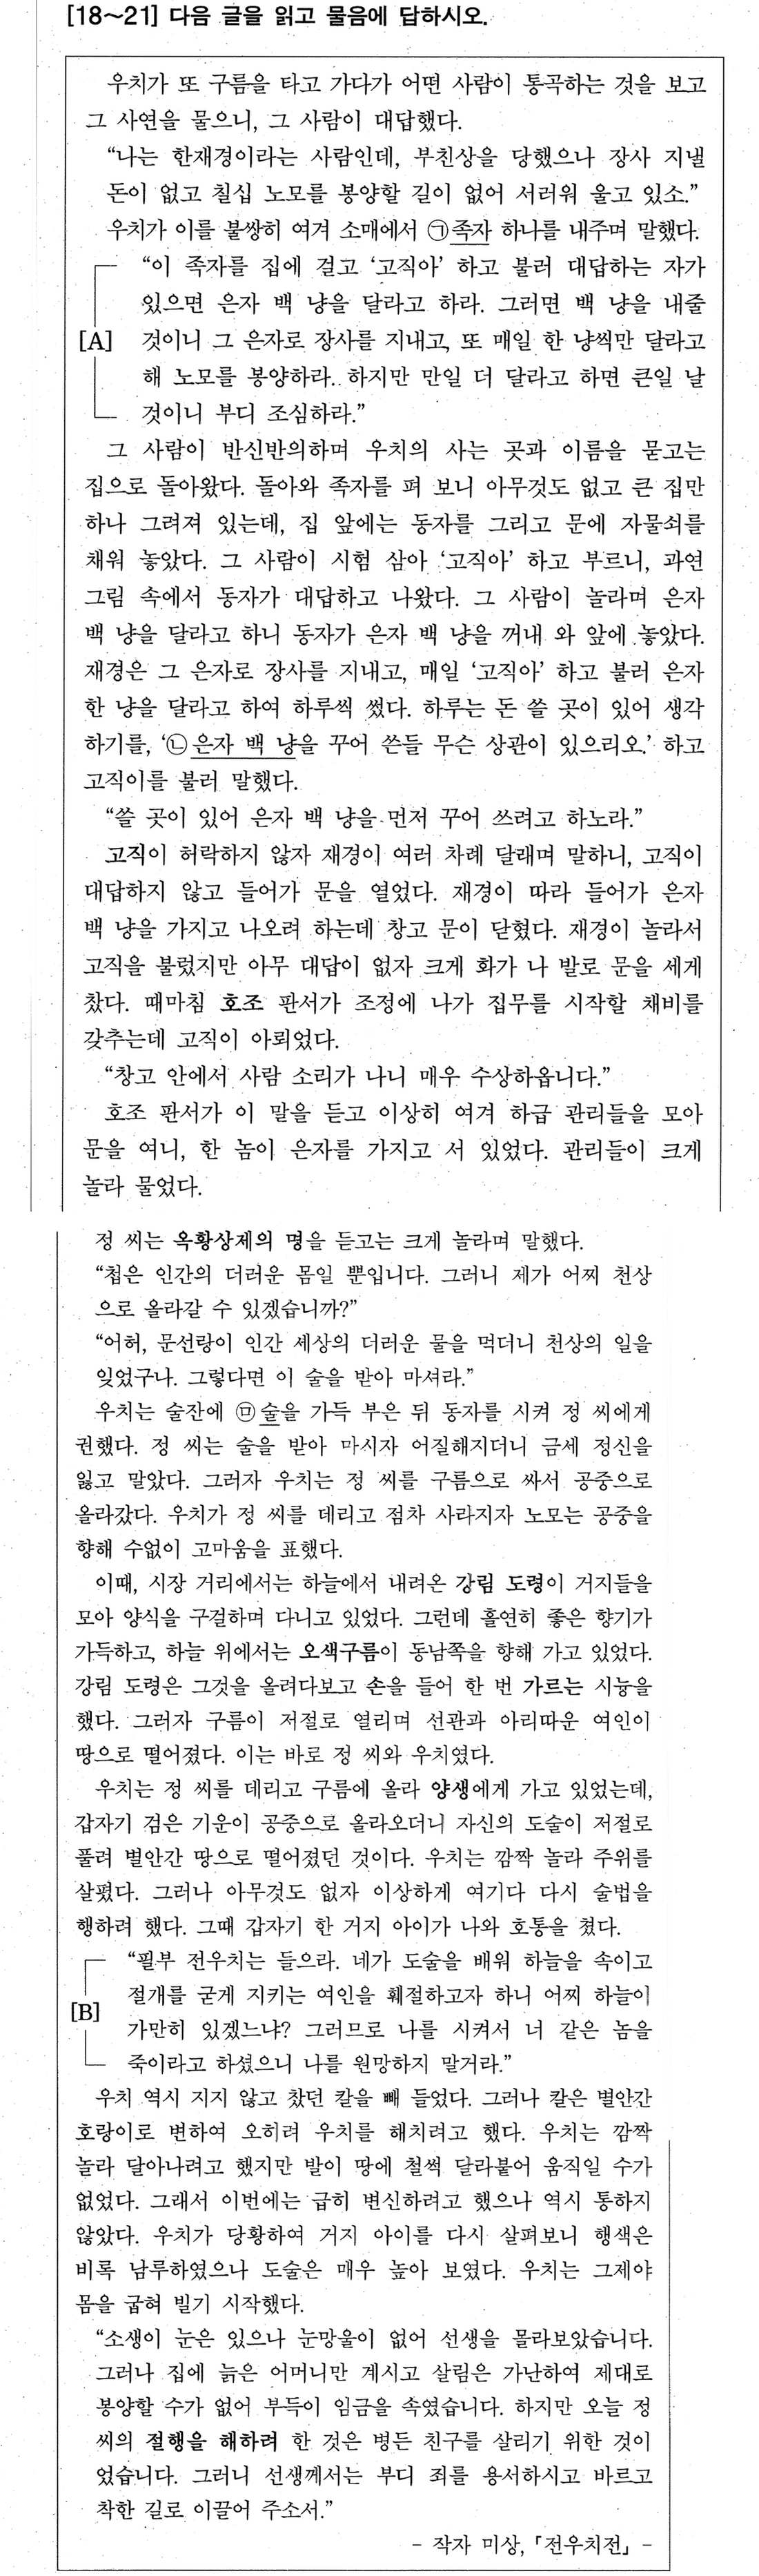 [18~21] 다음 글을 읽고 물음에 답하시오.
우치가 또 구름을 타고 가다가 어떤 사람이 통곡하는 것을 보고
그 사연을 물으니, 그 사람이 대답했다.
“나는 한재경이라는 사람인데, 부친상을 당했으나 장사 지낼
돈이 없고 칠십 노모를 봉양할 길이 없어 서러워 울고 있소.”
우치가 이를 불쌍히 여겨 소매에서 ㉠족자 하나를 내주며 말했다.
“이 족자를 집에 걸고 ‘고직아’ 하고 불러 대답하는 자가
있으면 은자 백 냥을 달라고 하라. 그러면 백 냥을 내줄
[A] 것이니 그 은자로 장사를 지내고, 또 매일 한 냥씩만 달라고
해 노모를 봉양하라. 하지만 만일 더 달라고 하면 큰일 날
것이니 부디 조심하라.”
그 사람이 반신반의하며 우치의 사는 곳과 이름을 묻고는
집으로 돌아왔다. 돌아와 족자를 펴 보니 아무것도 없고 큰 집만
하나 그려져 있는데, 집 앞에는 동자를 그리고 문에 자물쇠를
채워 놓았다. 그 사람이 시험 삼아 ‘고직아’ 하고 부르니, 과연
그림 속에서 동자가 대답하고 나왔다. 그 사람이 놀라며 은자
백 냥을 달라고 하니 동자가 은자 백 냥을 꺼내 와 앞에 놓았다.
재경은 그 은자로 장사를 지내고, 매일 ‘고직아’ 하고 불러 은자
한 냥을 달라고 하여 하루씩 썼다. 하루는 돈 쓸 곳이 있어 생각
하기를, ‘㉡은자 백 냥을 꾸어 쓴들 무슨 상관이 있으리오.’ 하고
고직이를 불러 말했다.
“쓸 곳이 있어 은자 백 냥을 먼저 꾸어 쓰려고 하노라.”
고직이 허락하지 않자 재경이 여러 차례 달래며 말하니, 고직이
대답하지 않고 들어가 문을 열었다. 재경이 따라 들어가 은자
백 냥을 가지고 나오려 하는데 창고 문이 닫혔다. 재경이 놀라서
고직을 불렀지만 아무 대답이 없자 크게 화가 나 발로 문을 세게
찼다. 때마침 호조 판서가 조정에 나가 집무를 시작할 채비를
갖추는데 고직이 아뢰었다.
“창고 안에서 사람 소리가 나니 매우 수상하옵니다.”
호조 판서가 이 말을 듣고 이상히 여겨 하급 관리들을 모아
문을 여니, 한 놈이 은자를 가지고 서 있었다. 관리들이 크게
놀라 물었다.
정 씨는 옥황상제의 명을 듣고는 크게 놀라며 말했다.
“첩은 인간의 더러운 몸일 뿐입니다. 그러니 제가 어찌 천상
으로 올라갈 수 있겠습니까?”
“어허, 문선랑이 인간 세상의 더러운 물을 먹더니 천상의 일을
잊었구나. 그렇다면 이 술을 받아 마셔라.”
우치는 술잔에 ㉤술을 가득 부은 뒤 동자를 시켜 정 씨에게
권했다. 정 씨는 술을 받아 마시자 어질해지더니 금세 정신을
잃고 말았다. 그러자 우치는 정 씨를 구름으로 싸서 공중으로
올라갔다. 우치가 정 씨를 데리고 점차 사라지자 노모는 공중을
향해 수없이 고마움을 표했다.
이때, 시장 거리에서는 하늘에서 내려온 강림 도령이 거지들을
모아 양식을 구걸하며 다니고 있었다. 그런데 홀연히 좋은 향기가
가득하고, 하늘 위에서는 오색구름이 동남쪽을 향해 가고 있었다.
강림 도령은 그것을 올려다보고 손을 들어 한 번 가르는 시늉을
했다. 그러자 구름이 저절로 열리며 선관과 아리따운 여인이
땅으로 떨어졌다. 이는 바로 정 씨와 우치였다.
우치는 정 씨를 데리고 구름에 올라 양생에게 가고 있었는데,
갑자기 검은 기운이 공중으로 올라오더니 자신의 도술이 저절로
풀려 별안간 땅으로 떨어졌던 것이다. 우치는 깜짝 놀라 주위를
살폈다. 그러나 아무것도 없자 이상하게 여기다 다시 술법을
행하려 했다. 그때 갑자기 한 거지 아이가 나와 호통을 쳤다.
“필부 전우치는 들으라. 네가 도술을 배워 하늘을 속이고
절개를 굳게 지키는 여인을 훼절하고자 하니 어찌 하늘이
[B] 가만히 있겠느냐? 그러므로 나를 시켜서 너 같은 놈을
죽이라고 하셨으니 나를 원망하지 말거라.”
우치 역시 지지 않고 찼던 칼을 빼 들었다. 그러나 칼은 별안간
호랑이로 변하여 오히려 우치를 해치려고 했다. 우치는 깜짝
놀라 달아나려고 했지만 발이 땅에 철썩 달라붙어 움직일 수가
없었다. 그래서 이번에는 급히 변신하려고 했으나 역시 통하지
않았다. 우치가 당황하여 거지 아이를 다시 살펴보니 행색은
비록 남루하였으나 도술은 매우 높아 보였다. 우치는 그제야
몸을 굽혀 빌기 시작했다.
“소생이 눈은 있으나 눈망울이 없어 선생을 몰라보았습니다.
그러나 집에 늙은 어머니만 계시고 살림은 가난하여 제대로
봉양할 수가 없어 부득이 임금을 속였습니다. 하지만 오늘 정
씨의 절행을 해하려 한 것은 병든 친구를 살리기 위한 것이
었습니다. 그러니 선생께서는 부디 죄를 용서하시고 바르고
착한 길로 이끌어 주소서.”
- 작자 미상, 「전우치전」 -